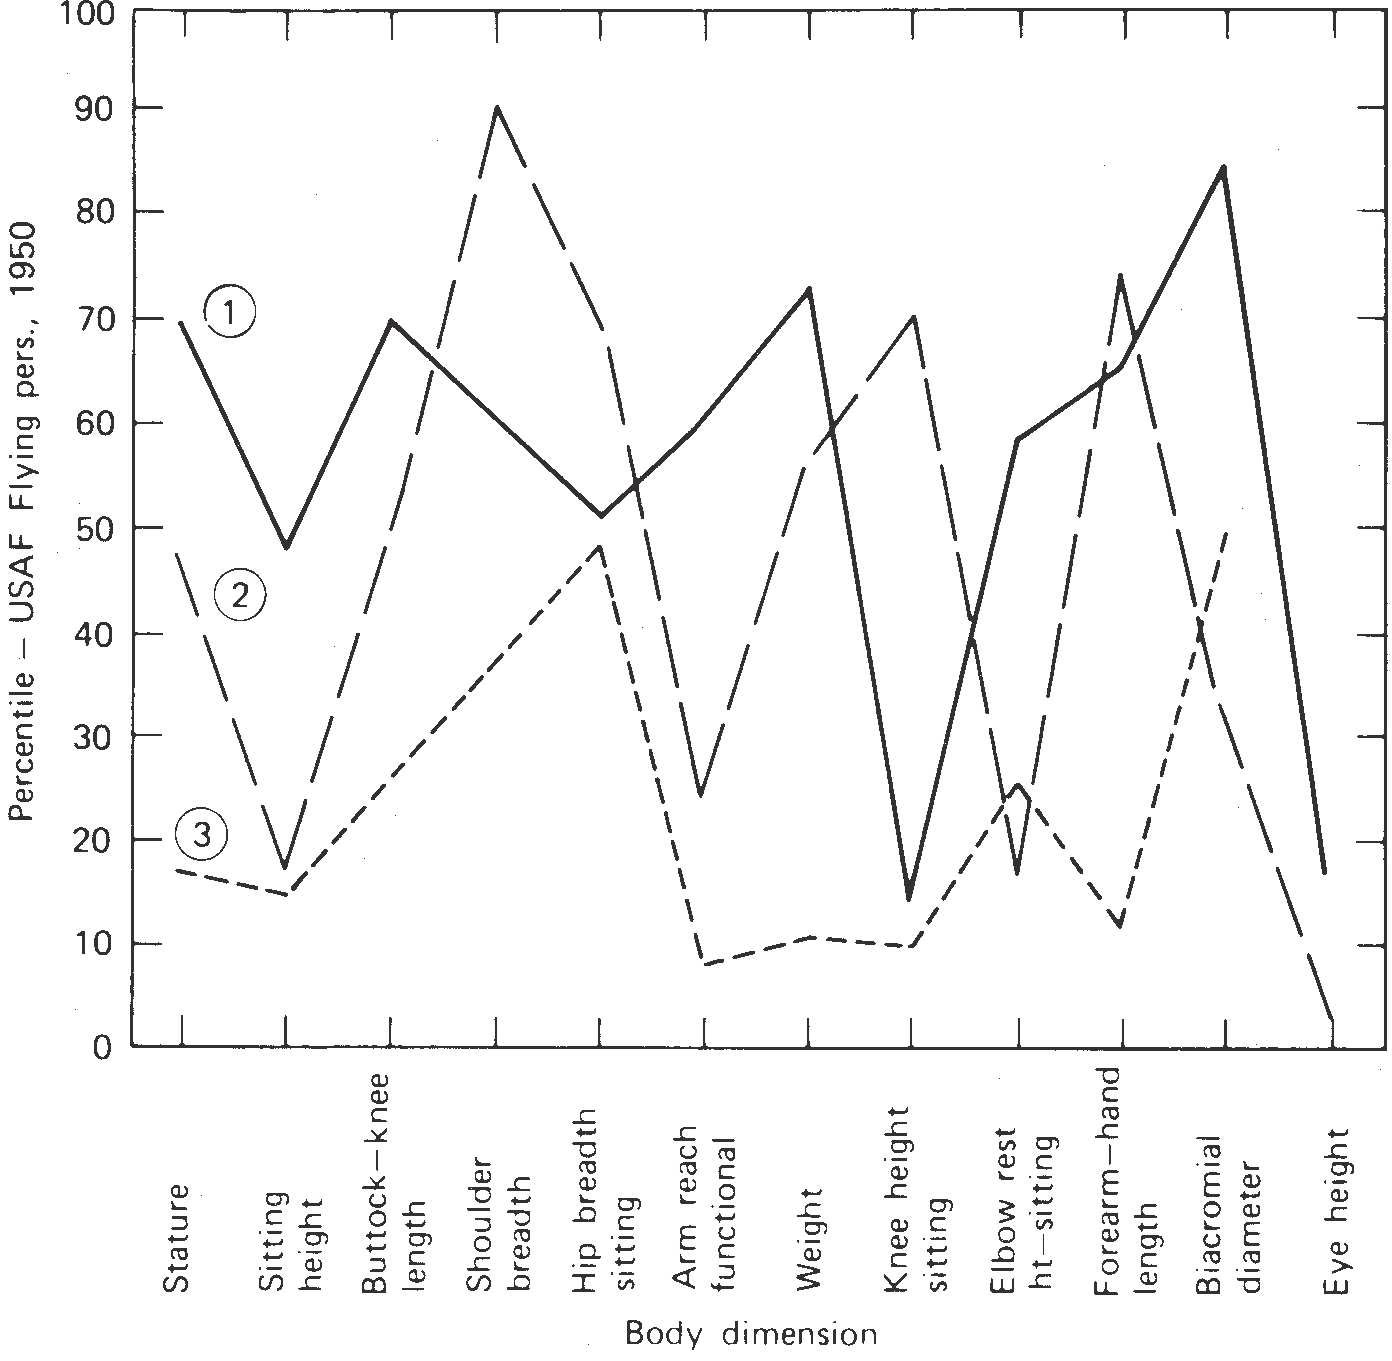 100
90
80
70
60
50
40
30
20
10
0
Percentile – USAF Flying pers., 1950
1
2
3
Stature
Sitting
height
Buttock–knee
length
Shoulder
breadth
Hip breadth
sitting
Arm reach
functional
Weight
Knee height
sitting
Elbow rest
ht–sitting
Forearm–hand
length
Biacromial
diameter
Eye height
Body dimension